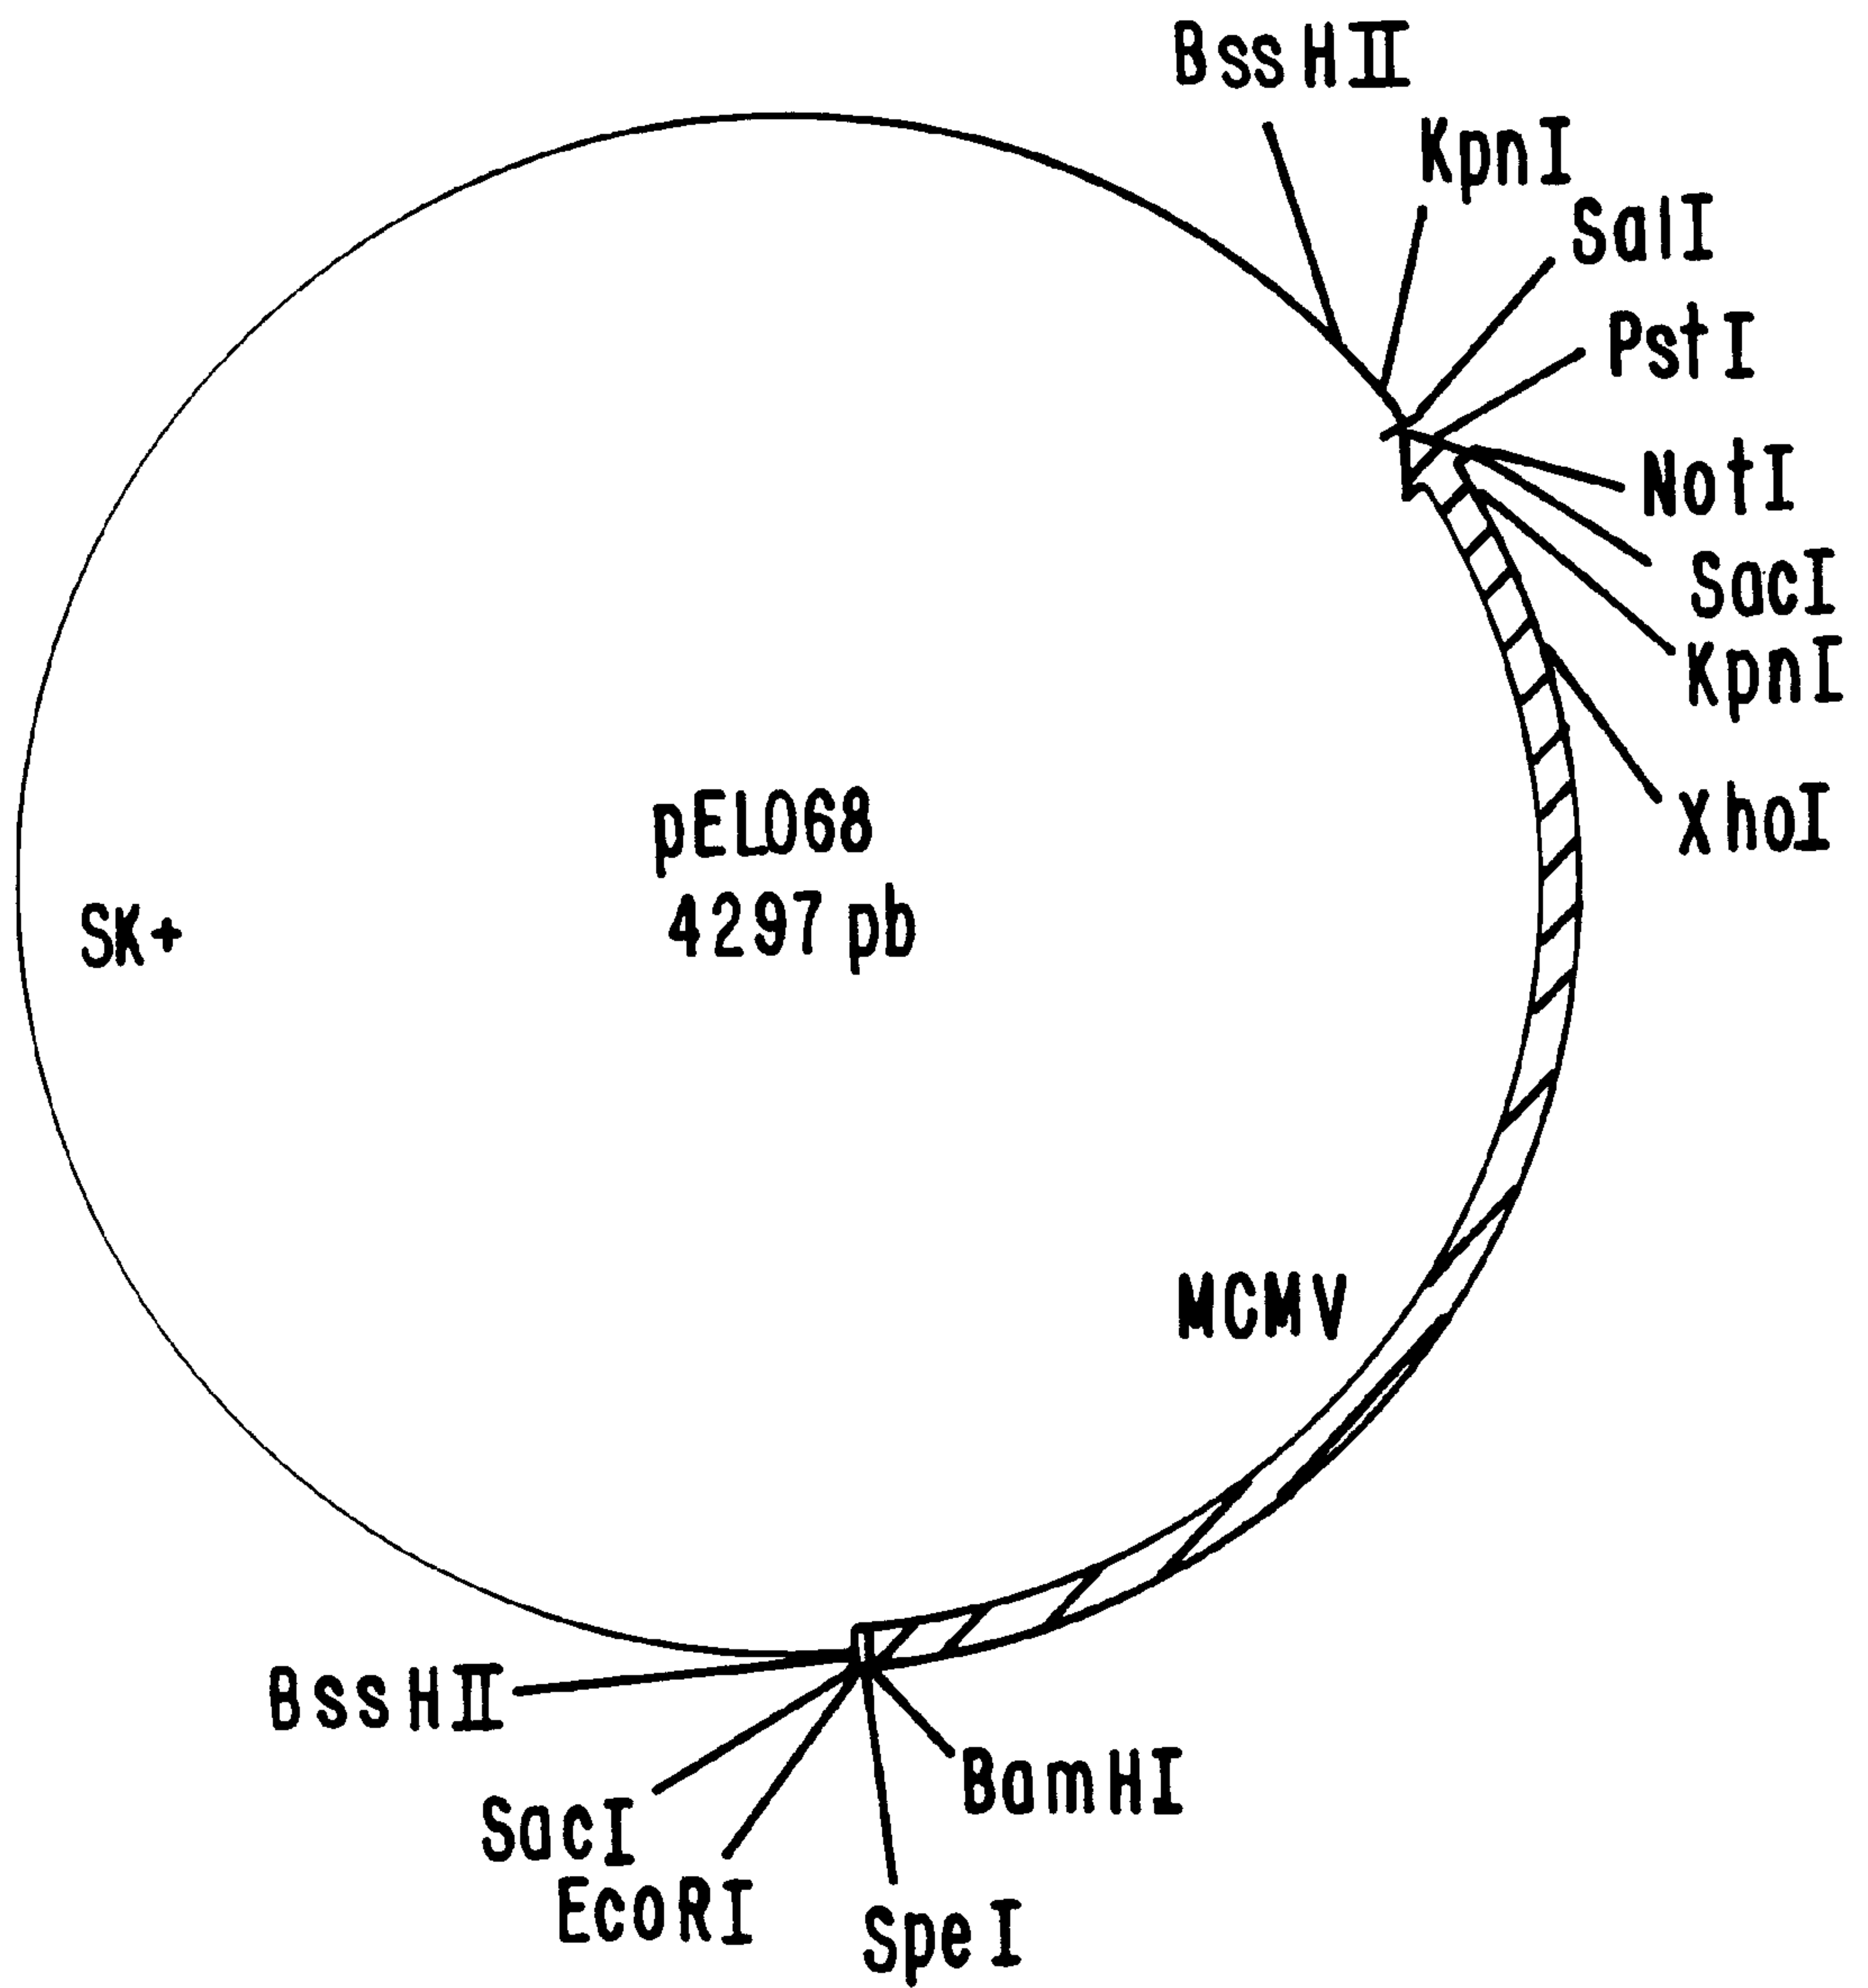 BssHII
KpnI
SalI
PstI
NotI
SacI
KpnI
XhoI
pEL068
4297 pb
SK+
MCMV
BssHII
BamHI
SacI
EcoRI
SpeI